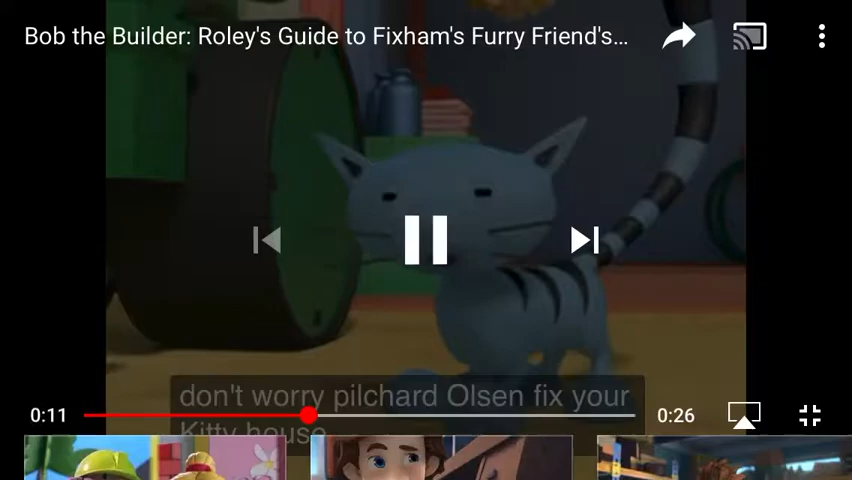 Bob the Builder: Roley's Guide to Fixham's Furry Friend's...
don't worry pilchard Olsen fix your
Kitty house
0:11
0:26